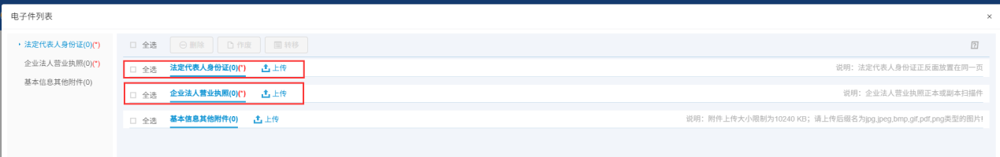 电子件列表
×
法定代表人身份证(0)(*)
企业法人营业执照(0)(*)
基本信息其他附件(0)
全选 删除 作废 转移
全选 法定代表人身份证(0)(*) 上传 说明：法定代表人身份证正反面放置在同一页
全选 企业法人营业执照(0)(*) 上传 说明：企业法人营业执照正本或副本扫描件
全选 基本信息其他附件(0) 上传 说明：附件上传大小限制为10240 KB；请上传后缀名为jpg,jpeg,bmp,gif,pdf,png类型的图片